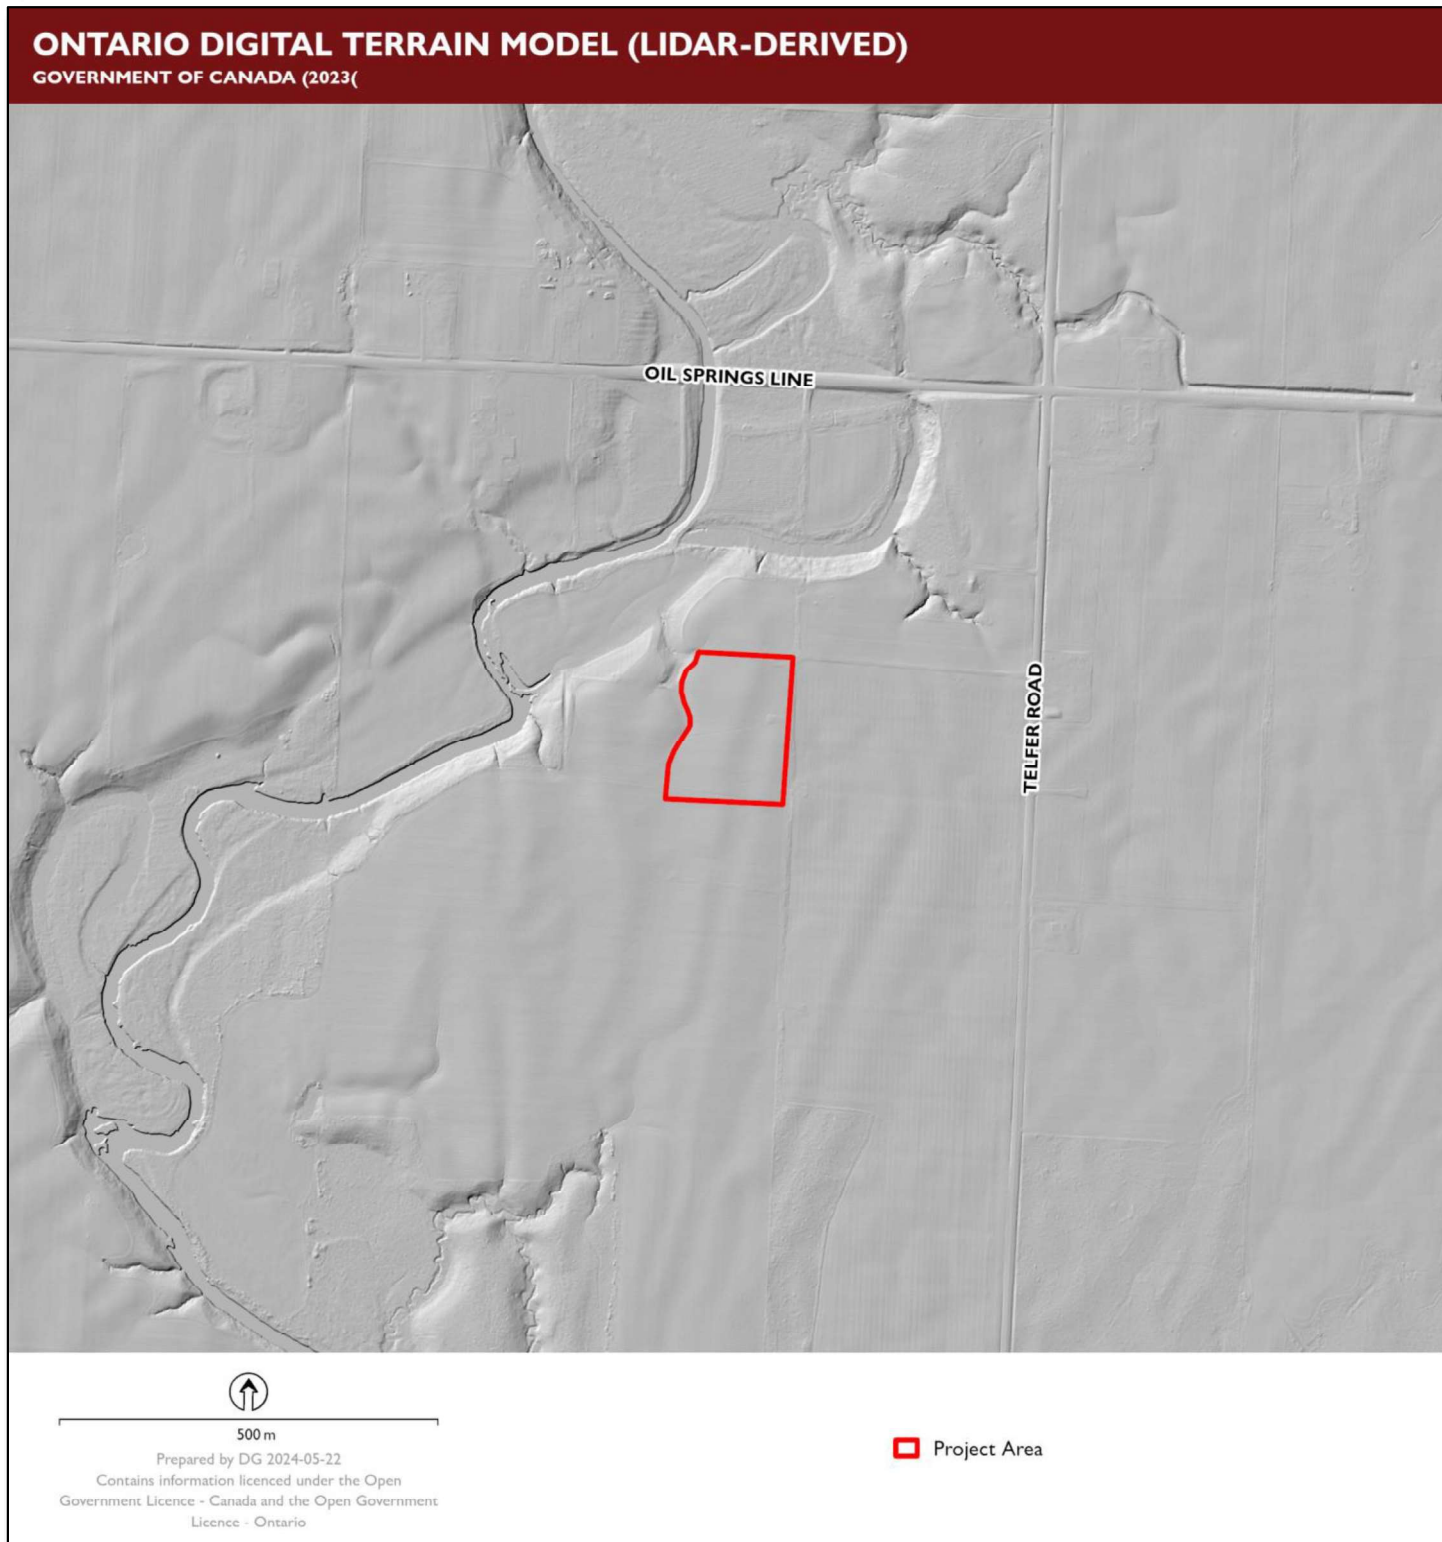 ONTARIO DIGITAL TERRAIN MODEL (LIDAR-DERIVED)
GOVERNMENT OF CANADA (2023(
OIL SPRINGS LINE
TELFER ROAD
500 m
Prepared by DG 2024-05-22
Contains information licenced under the Open
Government Licence - Canada and the Open Government
Licence - Ontario
Project Area